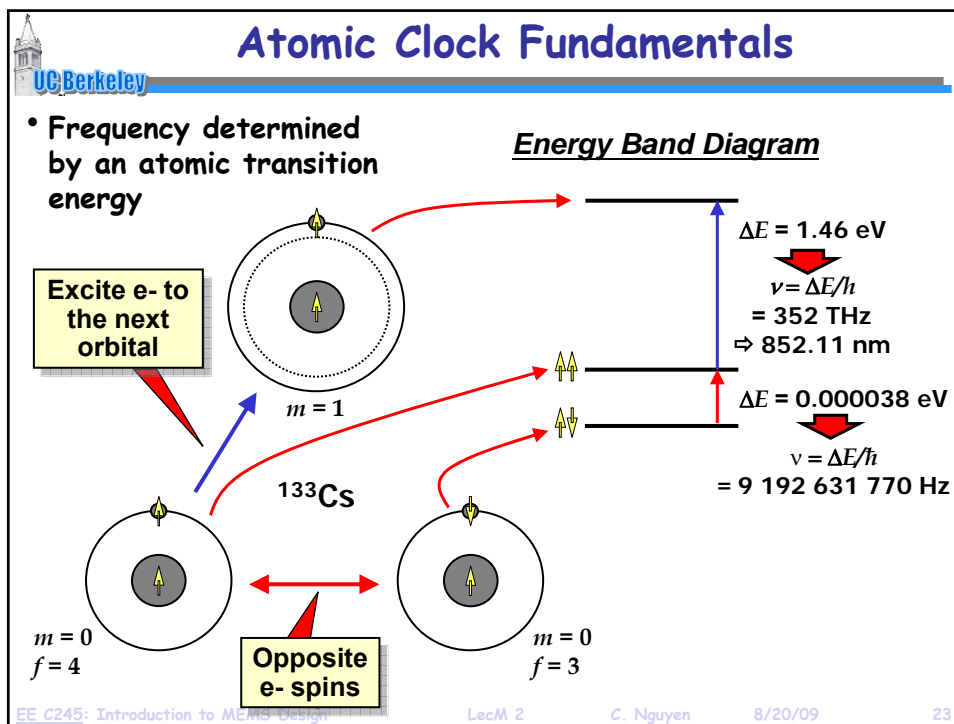 Atomic Clock Fundamentals
UC Berkeley
• Frequency determined
by an atomic transition
energy
Energy Band Diagram
ΔE = 1.46 eV
ν = ΔE/ħ
= 352 THz
⇨ 852.11 nm
Excite e- to
the next
orbital
m = 1
ΔE = 0.000038 eV
ν = ΔE/ħ
= 9 192 631 770 Hz
133Cs
m = 0
f = 4
Opposite
e- spins
m = 0
f = 3
EE C245: Introduction to MEMS Design LecM 2 C. Nguyen 8/20/09 23